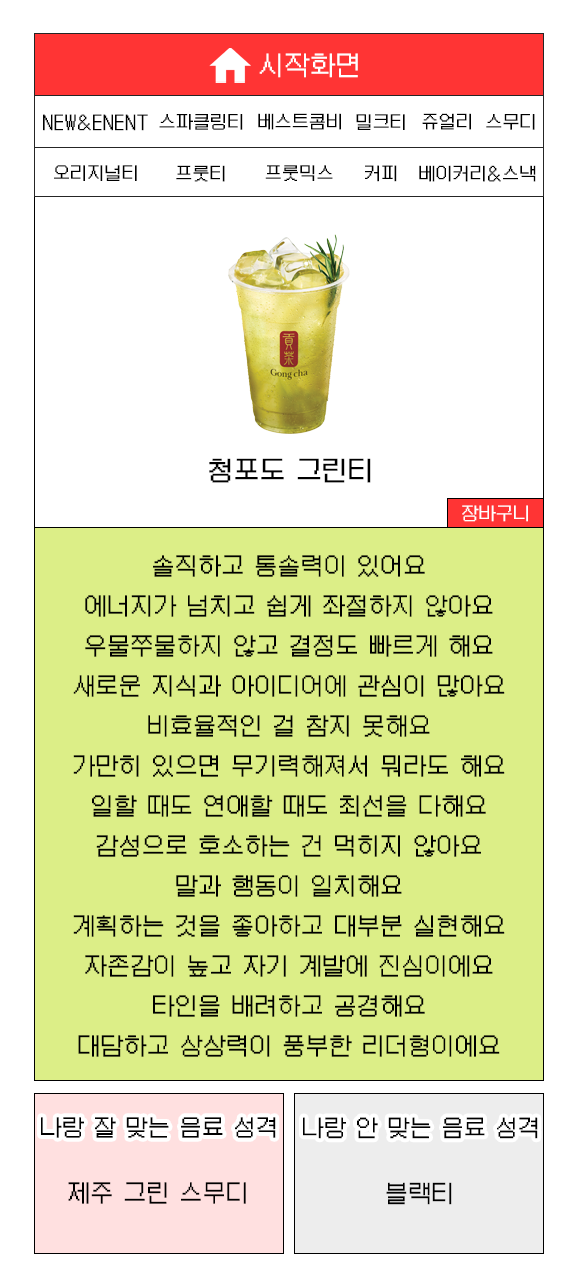 시작화면
NEW&ENENT 스파클링티 베스트콤비 밀크티 쥬얼리 스무디
오리지널티 프룻티 프룻믹스 커피 베이커리&스낵
貢茶
Gong cha
청포도 그린티
장바구니
솔직하고 통솔력이 있어요
에너지가 넘치고 쉽게 좌절하지 않아요
우물쭈물하지 않고 결정도 빠르게 해요
새로운 지식과 아이디어에 관심이 많아요
비효율적인 걸 참지 못해요
가만히 있으면 무기력해져서 뭐라도 해요
일할 때도 연애할 때도 최선을 다해요
감성으로 호소하는 건 먹히지 않아요
말과 행동이 일치해요
계획하는 것을 좋아하고 대부분 실현해요
자존감이 높고 자기 계발에 진심이에요
타인을 배려하고 공경해요
대담하고 상상력이 풍부한 리더형이에요
나랑 잘 맞는 음료 성격
제주 그린 스무디
나랑 안 맞는 음료 성격
블랙티